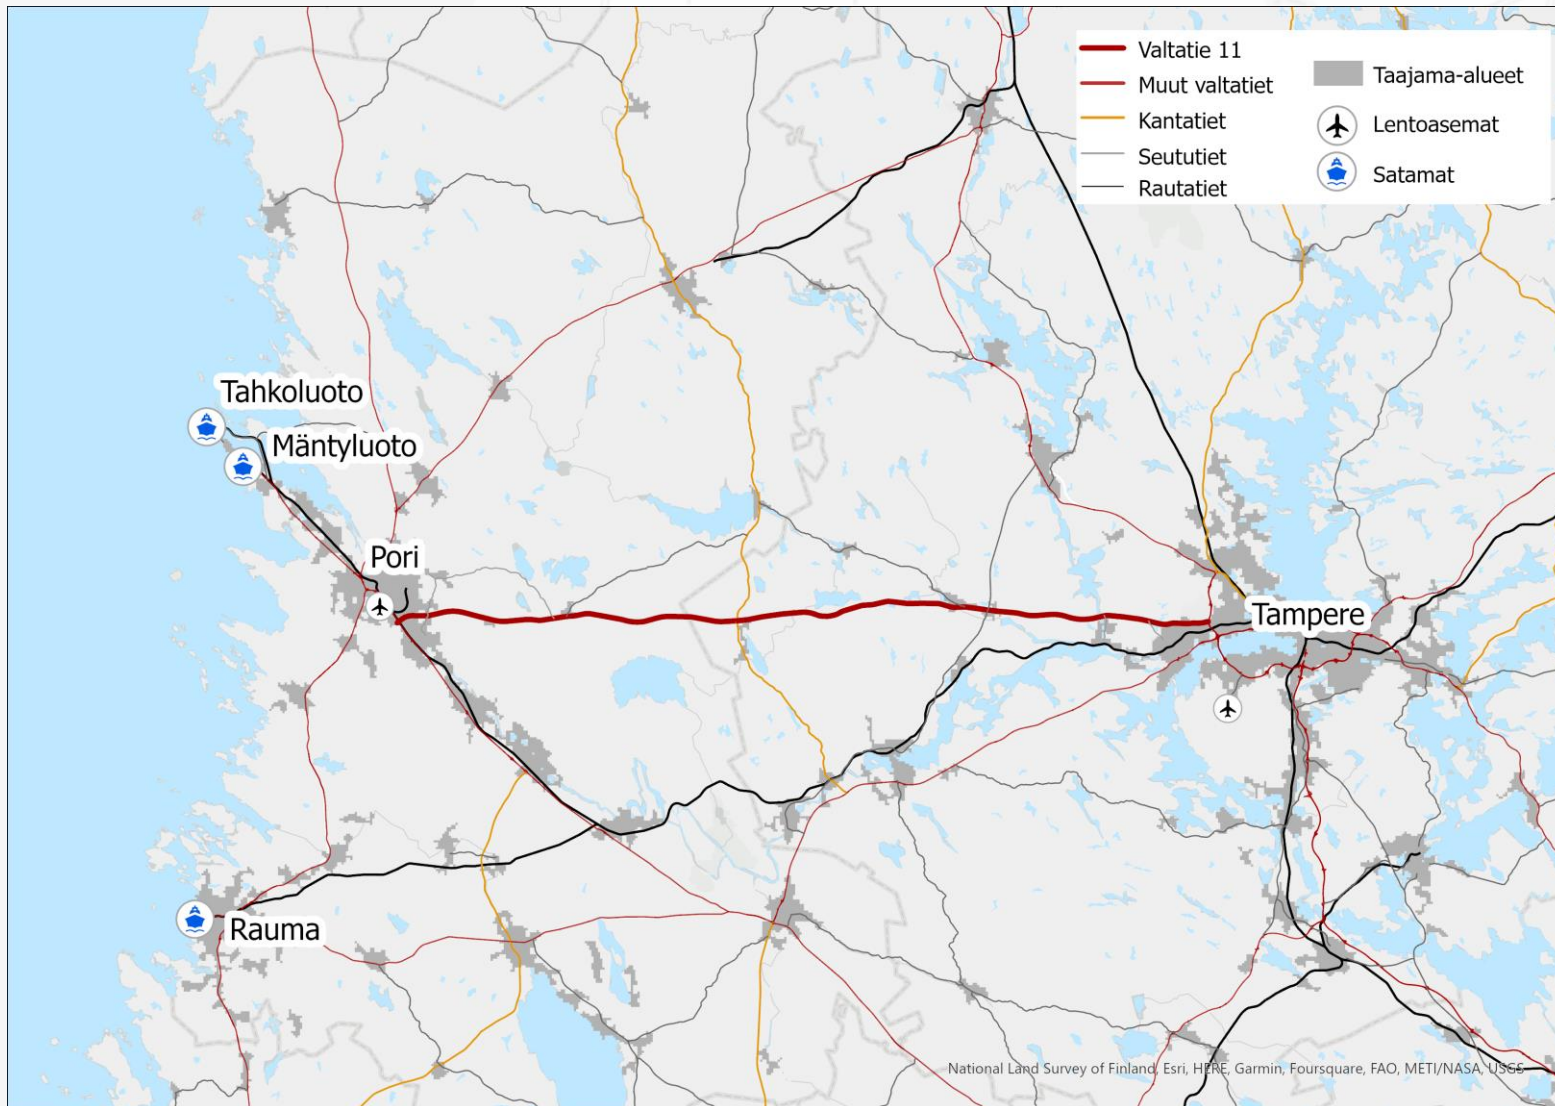 Valtatie 11
Muut valtatiet
Kantatiet
Seututiet
Rautatiet
Taajama-alueet
Lentoasemat
Satamat
Tahkoluoto
Mäntyluoto
Pori
Tampere
Rauma
National Land Survey of Finland, Esri, HERE, Garmin, Foursquare, FAO, METI/NASA, USGS